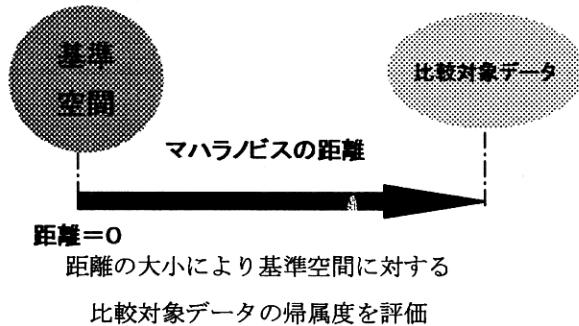 基準
空間
比較対象データ
マハラノビスの距離
距離=0
距離の大小により基準空間に対する
比較対象データの帰属度を評価